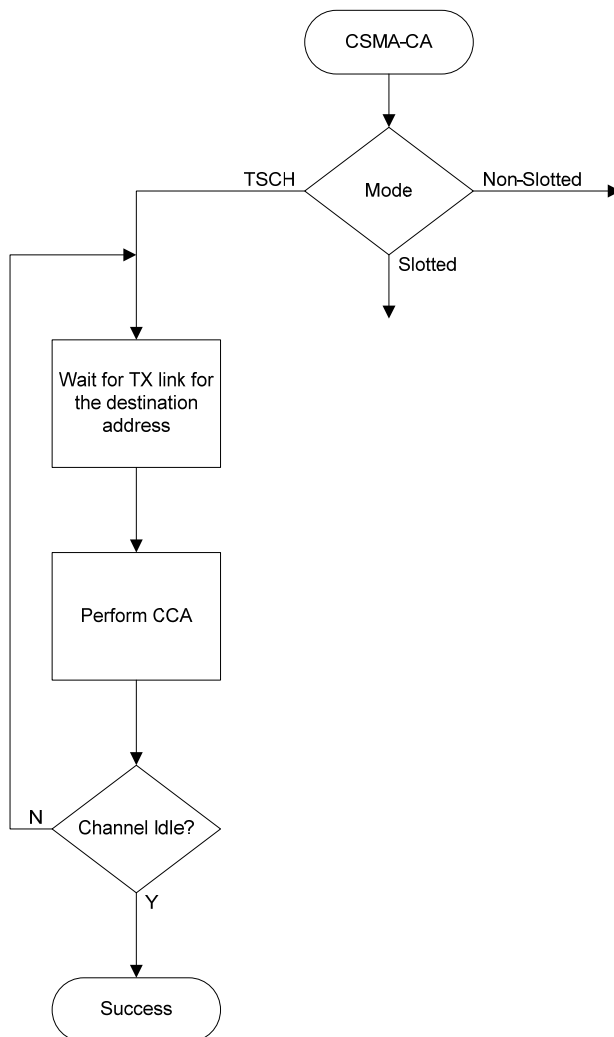 CSMA-CA
TSCH
Mode
Non-Slotted
Slotted
Wait for TX link for
the destination
address
Perform CCA
N
Channel Idle?
Y
Success